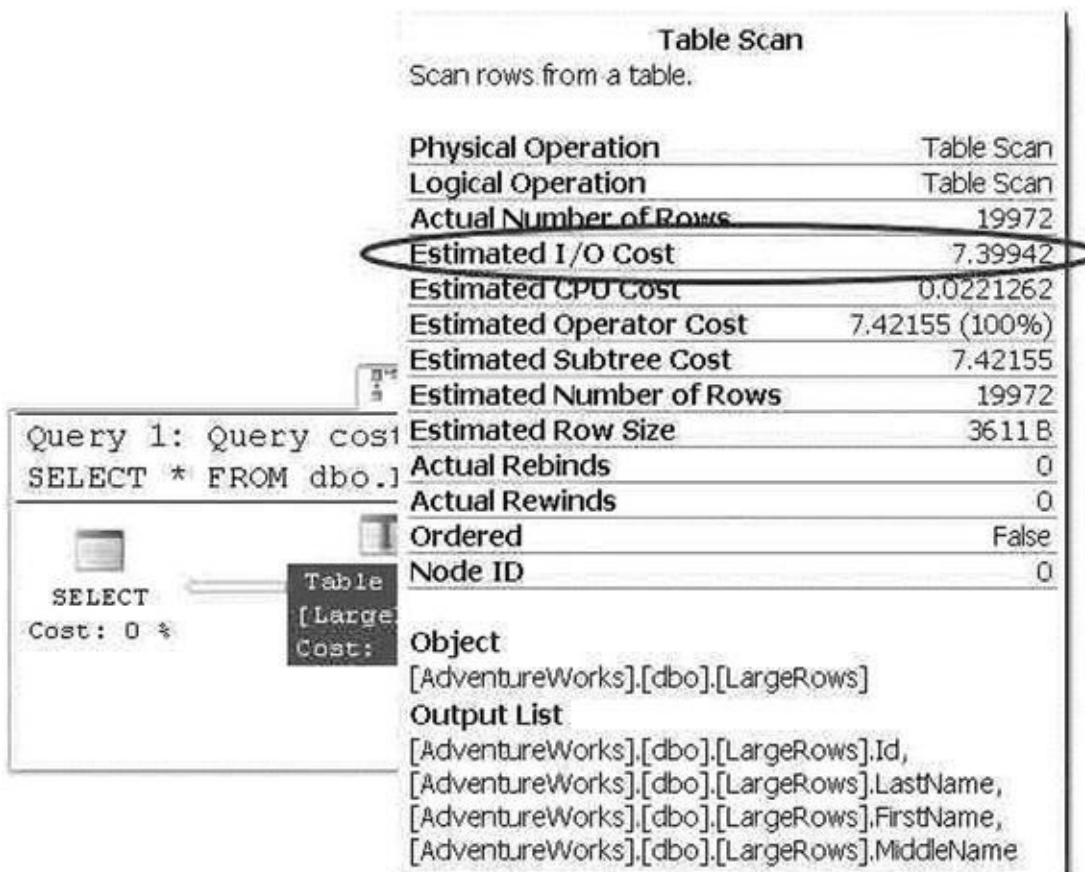 Table Scan
Scan rows from a table.
Physical Operation Table Scan
Logical Operation Table Scan
Actual Number of Rows 19972
Estimated I/O Cost 7.39942
Estimated CPU Cost 0.0221262
Estimated Operator Cost 7.42155 (100%)
Estimated Subtree Cost 7.42155
Estimated Number of Rows 19972
Estimated Row Size 3611 B
Actual Rebinds 0
Actual Rewinds 0
Ordered False
Node ID 0
Object
[AdventureWorks].[dbo].[LargeRows]
Output List
[AdventureWorks].[dbo].[LargeRows].Id,
[AdventureWorks].[dbo].[LargeRows].LastName,
[AdventureWorks].[dbo].[LargeRows].FirstName,
[AdventureWorks].[dbo].[LargeRows].MiddleName
Query 1: Query cost
SELECT * FROM dbo.
SELECT
Cost: 0 %
Table
[Large
Cost: